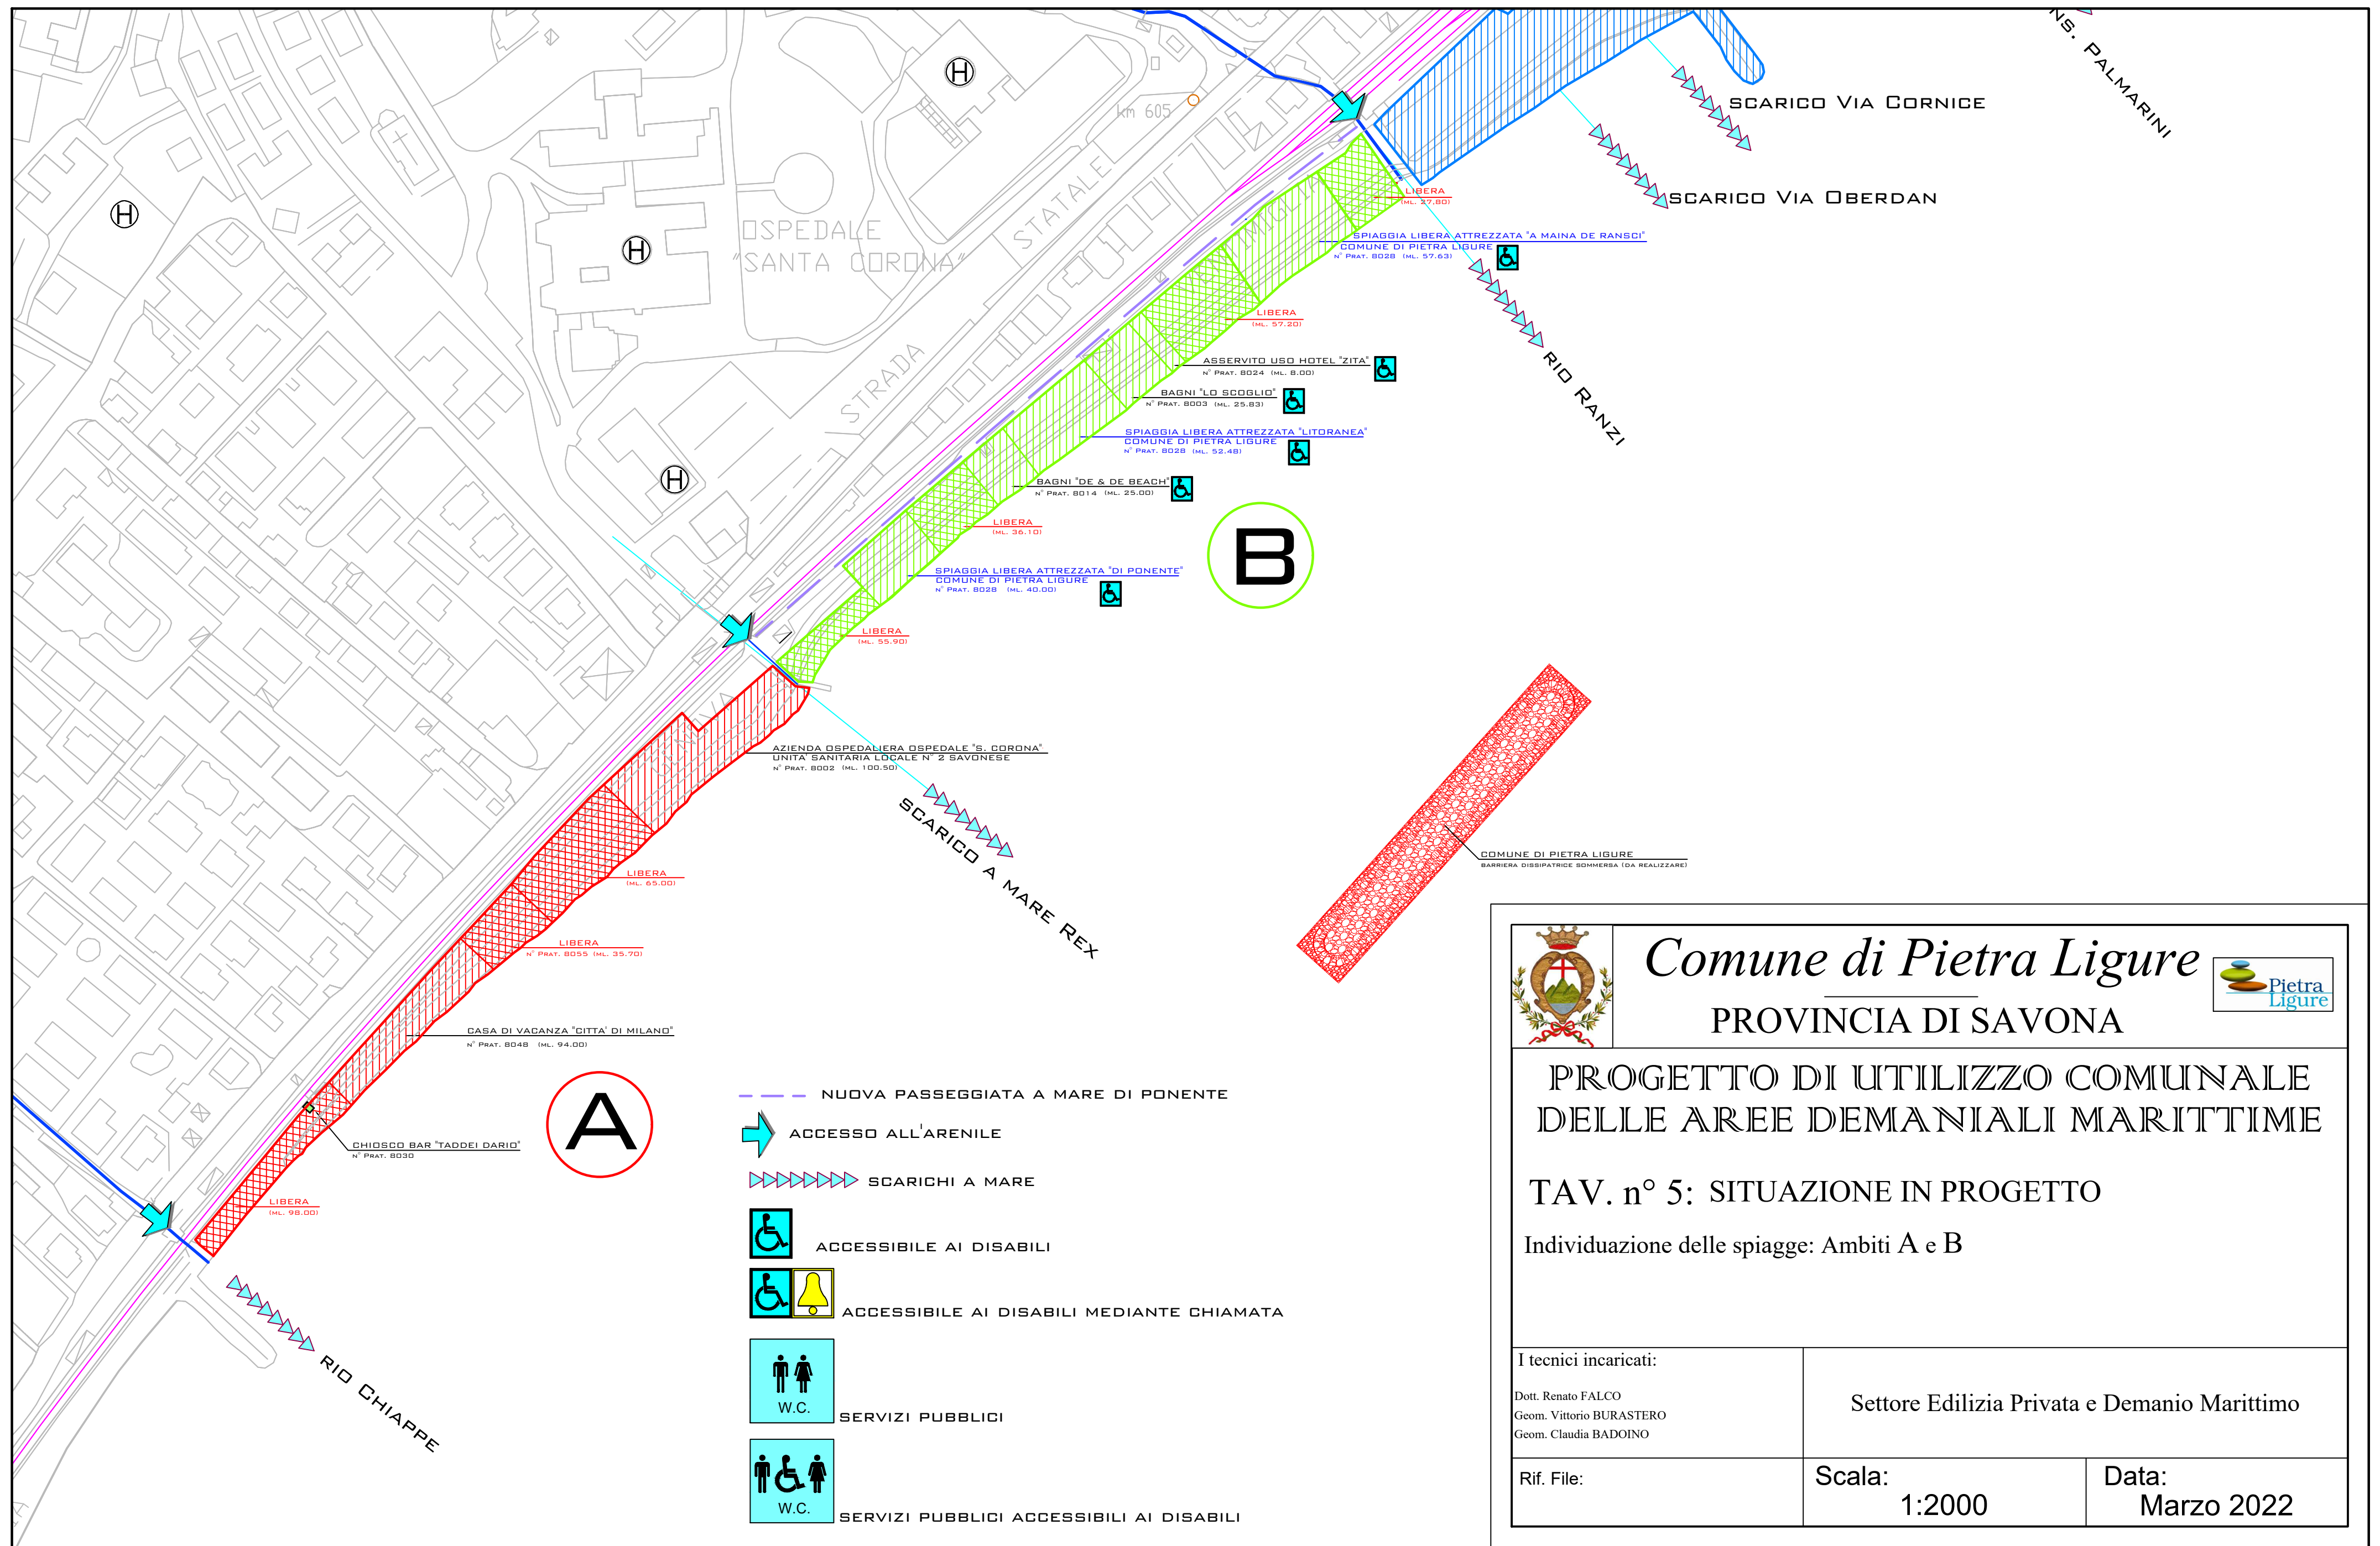 NS. PALMARINI
SCARICO VIA CORNICE
SCARICO VIA OBERDAN
H
km 605
H
H
OSPEDALE
"SANTA CORONA"
STATALE
STRADA
H
LIBERA
(ML. 27,80)
SPIAGGIA LIBERA ATTREZZATA "A MAINA DE RANSCI"
COMUNE DI PIETRA LIGURE
N° PRAT. 8028 (ML. 57.63)
RIO RANZI
LIBERA
(ML. 57.20)
ASSERVITO USO HOTEL "ZITA"
N° PRAT. 8024 (ML. 8.00)
BAGNI "LO SCOGLIO"
N° PRAT. 8003 (ML. 25.83)
SPIAGGIA LIBERA ATTREZZATA "LITORANEA"
COMUNE DI PIETRA LIGURE
N° PRAT. 8028 (ML. 52.48)
BAGNI "DE & DE BEACH"
N° PRAT. 8014 (ML. 25.00)
LIBERA
(ML. 36.10)
B
SPIAGGIA LIBERA ATTREZZATA "DI PONENTE"
COMUNE DI PIETRA LIGURE
N° PRAT. 8028 (ML. 40.00)
LIBERA
(ML. 55.90)
AZIENDA OSPEDALIERA OSPEDALE "S. CORONA"
UNITA' SANITARIA LOCALE N° 2 SAVONESE
N° PRAT. 8002 (ML. 100.50)
SCARICO A MARE REX
COMUNE DI PIETRA LIGURE
BARRIERA DISSIPATRICE SOMMERSA (DA REALIZZARE)
LIBERA
(ML. 65.00)
LIBERA
N° PRAT. 8055 (ML. 35.70)
CASA DI VACANZA "CITTA' DI MILANO"
N° PRAT. 8048 (ML. 94.00)
A
CHIOSCO BAR "TADDEI DARIO"
N° PRAT. 8030
LIBERA
(ML. 98.00)
RIO CHIAPPE
NUOVA PASSEGGIATA A MARE DI PONENTE
ACCESSO ALL'ARENILE
SCARICHI A MARE
ACCESSIBILE AI DISABILI
ACCESSIBILE AI DISABILI MEDIANTE CHIAMATA
W.C.
SERVIZI PUBBLICI
W.C.
SERVIZI PUBBLICI ACCESSIBILI AI DISABILI
Comune di Pietra Ligure
PROVINCIA DI SAVONA
Pietra
Ligure
PROGETTO DI UTILIZZO COMUNALE
DELLE AREE DEMANIALI MARITTIME
TAV. n° 5: SITUAZIONE IN PROGETTO
Individuazione delle spiagge: Ambiti A e B
I tecnici incaricati:
Dott. Renato FALCO
Geom. Vittorio BURASTERO
Geom. Claudia BADOINO
Settore Edilizia Privata e Demanio Marittimo
Rif. File:
Scala:
1:2000
Data:
Marzo 2022